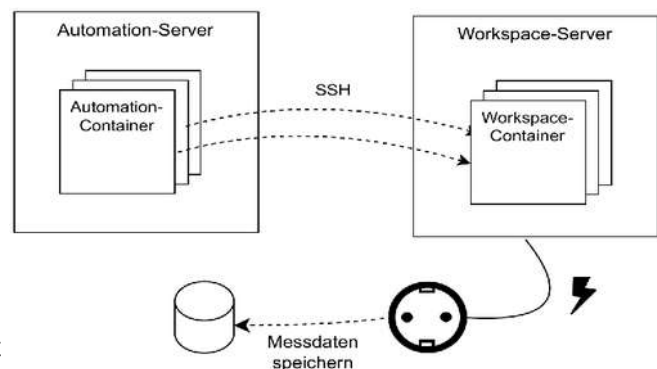 Automation-Server
Workspace-Server
SSH
Automation-
Container
Workspace-
Container
Messdaten
speichern